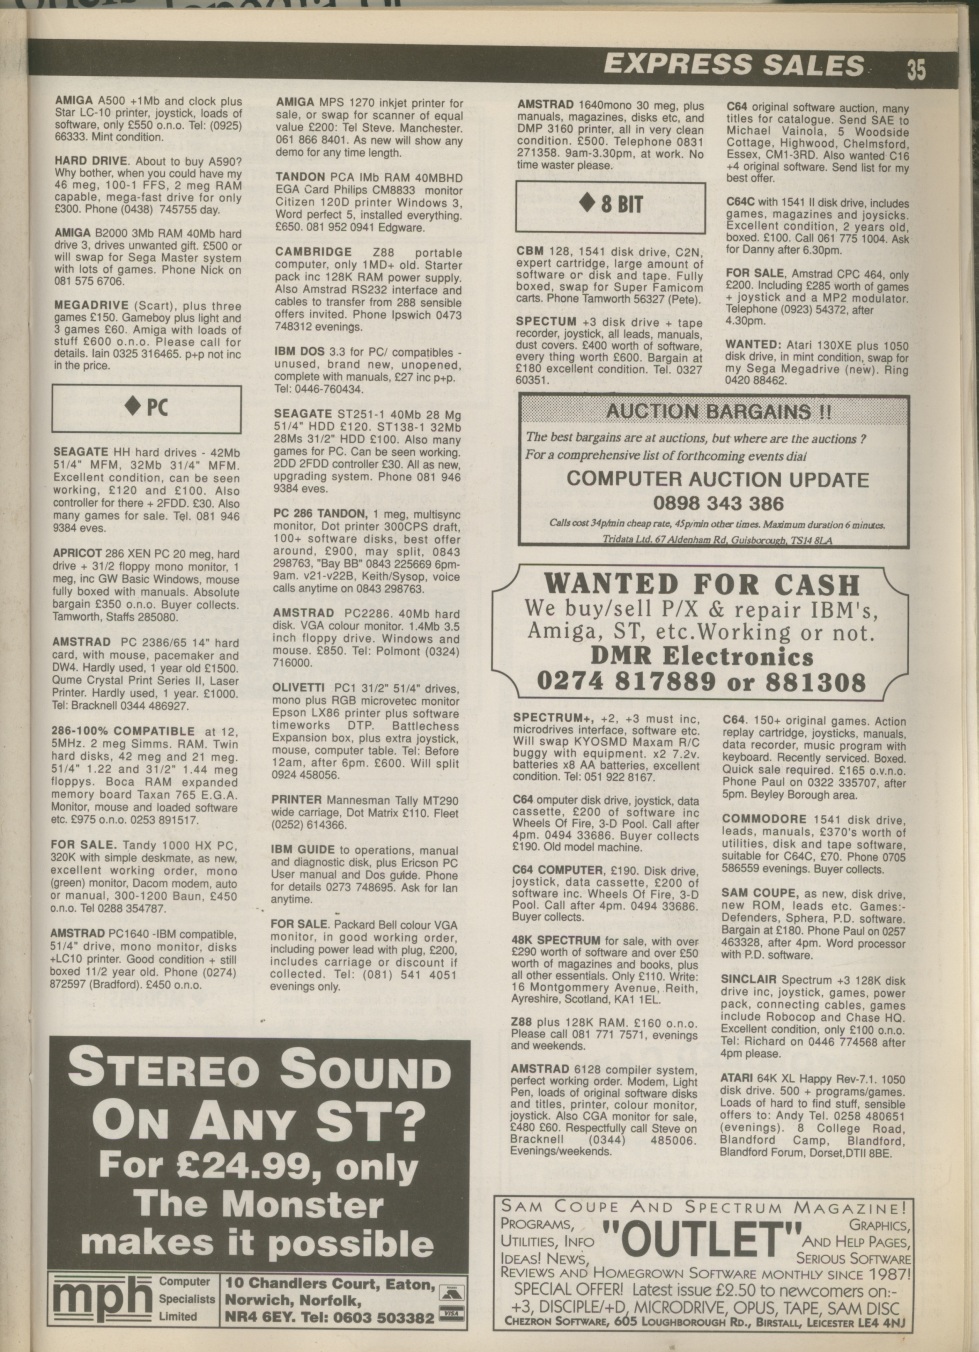 EXPRESS SALES 35
AMIGA A500 +1Mb and clock plus
Star LC-10 printer, joystick, loads of
software, only £550 o.n.o. Tel: (0925)
66333. Mint condition.
HARD DRIVE. About to buy A590?
Why bother, when you could have my
46 meg, 100-1 FFS, 2 meg RAM
capable, mega-fast drive for only
£300. Phone (0438) 745755 day.
AMIGA B2000 3Mb RAM 40Mb hard
drive 3, drives unwanted gift. £500 or
will swap for Sega Master system
with lots of games. Phone Nick on
081 575 6706.
MEGADRIVE (Scart), plus three
games £150. Gameboy plus light and
3 games £60. Amiga with loads of
stuff £600 o.n.o. Please call for
details. Iain 0325 316465. p+p not inc
in the price.
◆ PC
SEAGATE HH hard drives - 42Mb
51/4" MFM, 32Mb 31/4" MFM.
Excellent condition, can be seen
working, £120 and £100. Also
controller for there + 2FDD. £30. Also
many games for sale. Tel. 081 946
9384 eves.
APRICOT 286 XEN PC 20 meg, hard
drive + 31/2 floppy mono monitor, 1
meg, inc GW Basic Windows, mouse
fully boxed with manuals. Absolute
bargain £350 o.n.o. Buyer collects.
Tamworth, Staffs 285080.
AMSTRAD PC 2386/65 14" hard
card, with mouse, pacemaker and
DW4. Hardly used, 1 year old £1500.
Qume Crystal Print Series II, Laser
Printer. Hardly used, 1 year. £1000.
Tel: Bracknell 0344 486927.
286-100% COMPATIBLE at 12,
5MHz. 2 meg Simms. RAM. Twin
hard disks, 42 meg and 21 meg.
51/4" 1.22 and 31/2" 1.44 meg
floppys. Boca RAM expanded
memory board Taxan 765 E.G.A.
Monitor, mouse and loaded software
etc. £975 o.n.o. 0253 891517.
FOR SALE. Tandy 1000 HX PC,
320K with simple deskmate, as new,
excellent working order, mono
(green) monitor, Dacom modem, auto
or manual, 300-1200 Baun, £450
o.n.o. Tel 0288 354787.
AMSTRAD PC1640 -IBM compatible,
51/4" drive, mono monitor, disks
+LC10 printer. Good condition + still
boxed 11/2 year old. Phone (0274)
872597 (Bradford). £450 o.n.o.
AMIGA MPS 1270 inkjet printer for
sale, or swap for scanner of equal
value £200: Tel Steve. Manchester.
061 866 8401. As new will show any
demo for any time length.
TANDON PCA IMb RAM 40MBHD
EGA Card Philips CM8833 monitor
Citizen 120D printer Windows 3,
Word perfect 5, installed everything.
£650. 081 952 0941 Edgware.
CAMBRIDGE Z88 portable
computer, only 1MD+ old. Starter
pack inc 128K RAM power supply.
Also Amstrad RS232 interface and
cables to transfer from 288 sensible
offers invited. Phone Ipswich 0473
748312 evenings.
IBM DOS 3.3 for PC/ compatibles -
unused, brand new, unopened,
complete with manuals, £27 inc p+p.
Tel: 0446-760434.
SEAGATE ST251-1 40Mb 28 Mg
51/4" HDD £120. ST138-1 32Mb
28Ms 31/2" HDD £100. Also many
games for PC. Can be seen working.
2DD 2FDD controller £30. All as new,
upgrading system. Phone 081 946
9384 eves.
PC 286 TANDON, 1 meg, multisync
monitor, Dot printer 300CPS draft,
100+ software disks, best offer
around, £900, may split, 0843
298763, "Bay BB" 0843 225669 6pm-
9am. v21-v22B, Keith/Sysop, voice
calls anytime on 0843 298763.
AMSTRAD PC2286. 40Mb hard
disk. VGA colour monitor. 1.4Mb 3.5
inch floppy drive. Windows and
mouse. £850. Tel: Polmont (0324)
716000.
OLIVETTI PC1 31/2" 51/4" drives,
mono plus RGB microvetec monitor
Epson LX86 printer plus software
timeworks DTP. Battlechess
Expansion box, plus extra joystick,
mouse, computer table. Tel: Before
12am, after 6pm. £600. Will split
0924 458056.
PRINTER Mannesman Tally MT290
wide carriage, Dot Matrix £110. Fleet
(0252) 614366.
IBM GUIDE to operations, manual
and diagnostic disk, plus Ericson PC
User manual and Dos guide. Phone
for details 0273 748695. Ask for Ian
anytime.
FOR SALE. Packard Bell colour VGA
monitor, in good working order,
including power lead with plug, £200,
includes carriage or discount if
collected. Tel: (081) 541 4051
evenings only.
STEREO SOUND
ON ANY ST?
For £24.99, only
The Monster
makes it possible
mph
Computer
Specialists
Limited
10 Chandlers Court, Eaton,
Norwich, Norfolk,
NR4 6EY. Tel: 0603 503382
VISA
AMSTRAD 1640mono 30 meg, plus
manuals, magazines, disks etc, and
DMP 3160 printer, all in very clean
condition. £500. Telephone 0831
271358. 9am-3.30pm, at work. No
time waster please.
◆ 8 BIT
CBM 128, 1541 disk drive, C2N,
expert cartridge, large amount of
software or disk and tape. Fully
boxed, swap for Super Famicom
carts. Phone Tamworth 56327 (Pete).
SPECTUM +3 disk drive + tape
recorder, joystick, all leads, manuals,
dust covers. £400 worth of software,
every thing worth £600. Bargain at
£180 excellent condition. Tel. 0327
60351.
C64 original software auction, many
titles for catalogue. Send SAE to
Michael Vainola, 5 Woodside
Cottage, Highwood, Chelmsford,
Essex, CM1-3RD. Also wanted C16
+4 original software. Send list for my
best offer.
C64C with 1541 II disk drive, includes
games, magazines and joysicks.
Excellent condition, 2 years old,
boxed. £100. Call 061 775 1004. Ask
for Danny after 6.30pm.
FOR SALE, Amstrad CPC 464, only
£200. Including £285 worth of games
+ joystick and a MP2 modulator.
Telephone (0923) 54372, after
4.30pm.
WANTED: Atari 130XE plus 1050
disk drive, in mint condition, swap for
my Sega Megadrive (new). Ring
0420 88462.
AUCTION BARGAINS !!
The best bargains are at auctions, but where are the auctions ?
For a comprehensive list of forthcoming events dial
COMPUTER AUCTION UPDATE
0898 343 386
Calls cost 34p/min cheap rate, 45p/min other times. Maximum duration 6 minutes.
Tridata Ltd. 67 Aldenham Rd, Guisborough, TS14 8LA
WANTED FOR CASH
We buy/sell P/X & repair IBM's,
Amiga, ST, etc.Working or not.
DMR Electronics
0274 817889 or 881308
SPECTRUM+, +2, +3 must inc,
microdrives interface, software etc.
Will swap KYOSMD Maxam R/C
buggy with equipment. x2 7.2v.
batteries x8 AA batteries, excellent
condition. Tel: 051 922 8167.
C64 omputer disk drive, joystick, data
cassette, £200 of software inc
Wheels Of Fire, 3-D Pool. Call after
4pm. 0494 33686. Buyer collects
£190. Old model machine.
C64 COMPUTER, £190. Disk drive,
joystick, data cassette, £200 of
software inc. Wheels Of Fire, 3-D
Pool. Call after 4pm. 0494 33686.
Buyer collects.
48K SPECTRUM for sale, with over
£290 worth of software and over £50
worth of magazines and books, plus
all other essentials. Only £110. Write:
16 Montgommery Avenue, Reith,
Ayreshire, Scotland, KA1 1EL.
Z88 plus 128K RAM. £160 o.n.o.
Please call 081 771 7571, evenings
and weekends.
AMSTRAD 6128 compiler system,
perfect working order. Modem, Light
Pen, loads of original software disks
and titles, printer, colour monitor,
joystick. Also CGA monitor for sale,
£480 £60. Respectfully call Steve on
Bracknell (0344) 485006.
Evenings/weekends.
C64. 150+ original games. Action
replay cartridge, joysticks, manuals,
data recorder, music program with
keyboard. Recently serviced. Boxed.
Quick sale required. £165 o.v.n.o.
Phone Paul on 0322 335707, after
5pm. Beyley Borough area.
COMMODORE 1541 disk drive,
leads, manuals, £370's worth of
utilities, disk and tape software,
suitable for C64C, £70. Phone 0705
586559 evenings. Buyer collects.
SAM COUPE, as new, disk drive,
new ROM, leads etc. Games:-
Defenders, Sphera, P.D. software.
Bargain at £180. Phone Paul on 0257
463328, after 4pm. Word processor
with P.D. software.
SINCLAIR Spectrum +3 128K disk
drive inc, joystick, games, power
pack, connecting cables, games
include Robocop and Chase HQ.
Excellent condition, only £100 o.n.o.
Tel: Richard on 0446 774568 after
4pm please.
ATARI 64K XL Happy Rev-7.1. 1050
disk drive. 500 + programs/games.
Loads of hard to find stuff, sensible
offers to: Andy Tel. 0258 480651
(evenings). 8 College Road,
Blandford Camp, Blandford,
Blandford Forum, Dorset,DTII 8BE.
SAM COUPE AND SPECTRUM MAGAZINE!
PROGRAMS,
UTILITIES, INFO
IDEAS! NEWS,
"OUTLET"
GRAPHICS,
AND HELP PAGES,
SERIOUS SOFTWARE
REVIEWS AND HOMEGROWN SOFTWARE MONTHLY SINCE 1987!
SPECIAL OFFER! Latest issue £2.50 to newcomers on:-
+3, DISCIPLE/+D, MICRODRIVE, OPUS, TAPE, SAM DISC
CHEZRON SOFTWARE, 605 LOUGHBOROUGH RD., BIRSTALL, LEICESTER LE4 4NJ